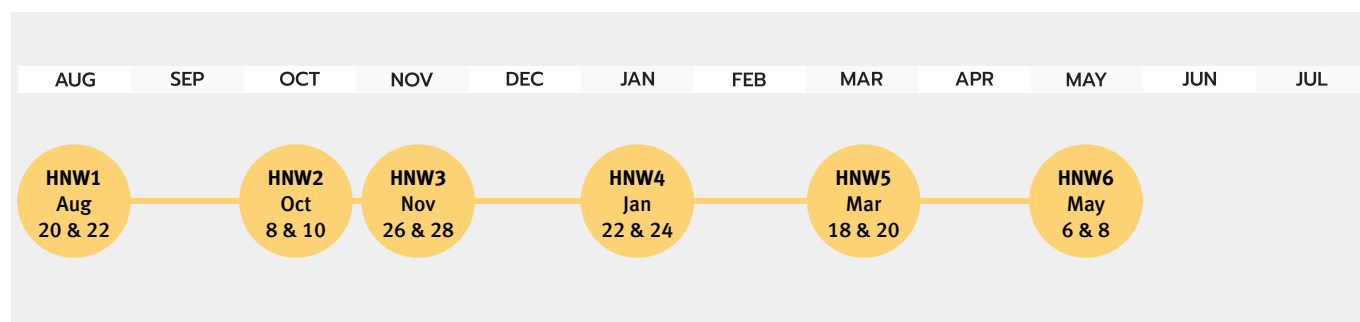 AUG SEP OCT NOV DEC JAN FEB MAR APR MAY JUN JUL
HNW1
Aug
20 & 22
HNW2
Oct
8 & 10
HNW3
Nov
26 & 28
HNW4
Jan
22 & 24
HNW5
Mar
18 & 20
HNW6
May
6 & 8